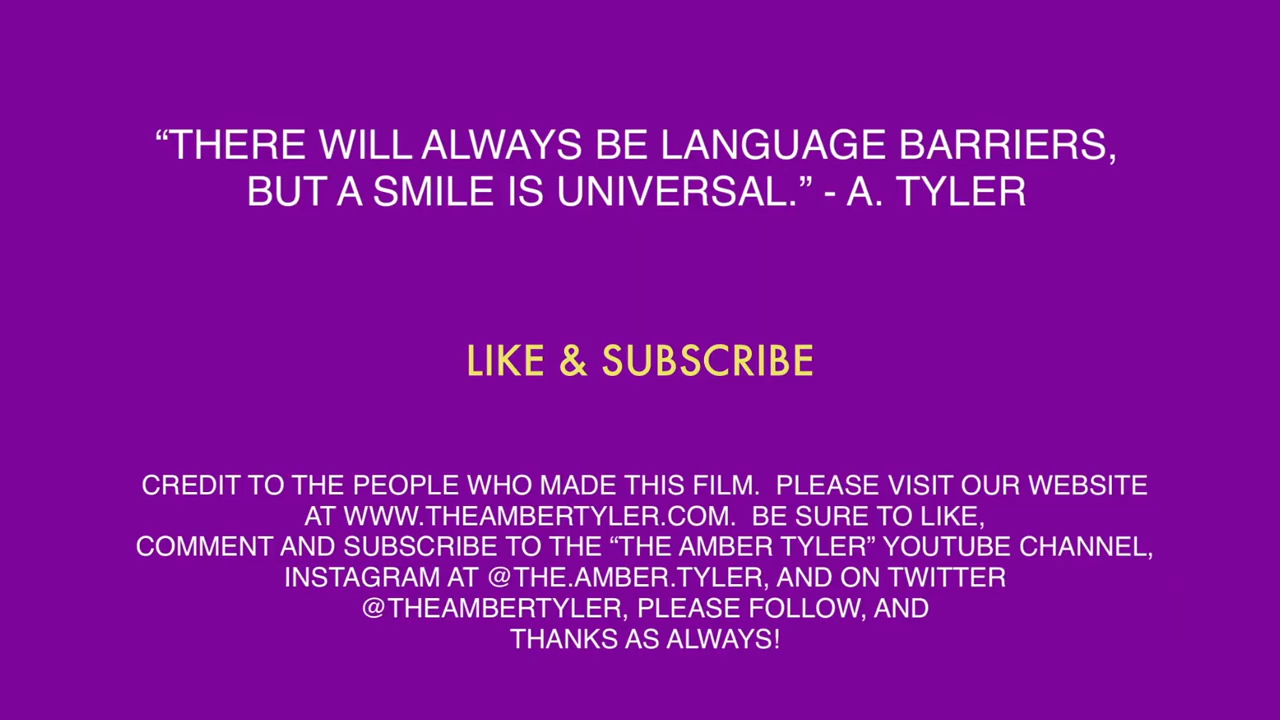 “THERE WILL ALWAYS BE LANGUAGE BARRIERS,
BUT A SMILE IS UNIVERSAL.” - A. TYLER
LIKE & SUBSCRIBE
CREDIT TO THE PEOPLE WHO MADE THIS FILM.  PLEASE VISIT OUR WEBSITE
AT WWW.THEAMBERTYLER.COM.  BE SURE TO LIKE,
COMMENT AND SUBSCRIBE TO THE “THE AMBER TYLER” YOUTUBE CHANNEL,
INSTAGRAM AT @THE.AMBER.TYLER, AND ON TWITTER
@THEAMBERTYLER, PLEASE FOLLOW, AND
THANKS AS ALWAYS!